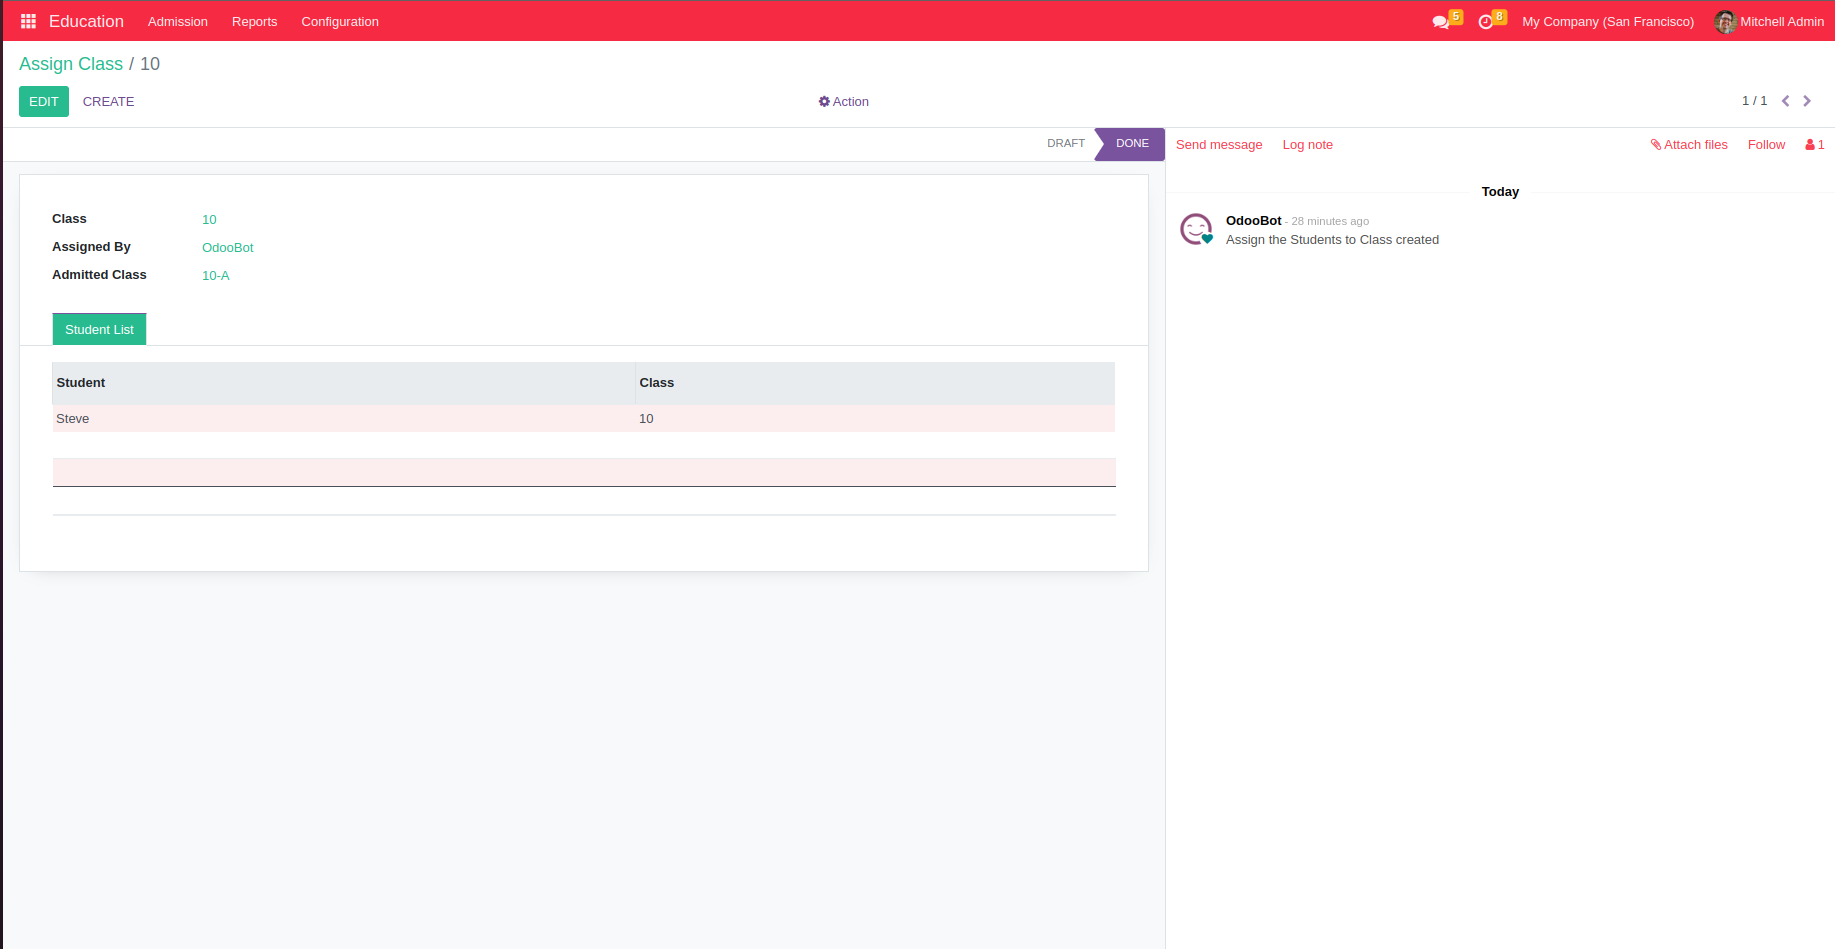 Education Admission Reports Configuration 5 8 My Company (San Francisco) Mitchell Admin
Assign Class / 10
EDIT CREATE Action 1 / 1
DRAFT DONE
Send message Log note Attach files Follow 1
Class 10
Assigned By OdooBot
Admitted Class 10-A
Student List
Student Class
Steve 10
Today
OdooBot - 28 minutes ago
Assign the Students to Class created